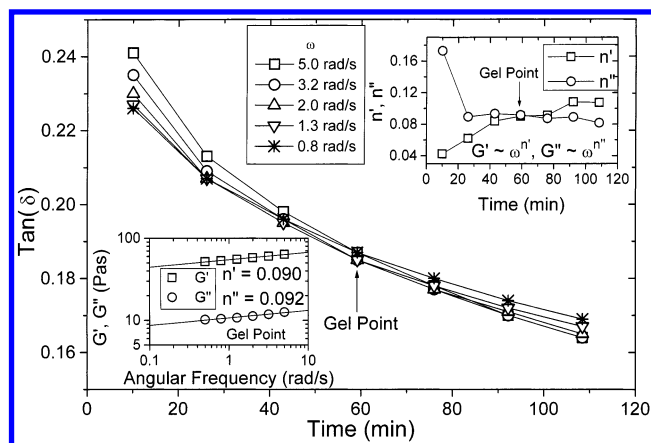 Tan(δ)
0.24
0.22
0.20
0.18
0.16
0
20
40
60
80
100
120
Time (min)
ω
5.0 rad/s
3.2 rad/s
2.0 rad/s
1.3 rad/s
0.8 rad/s
Gel Point
n', n''
0.16
0.12
0.08
0.04
n'
n''
Gel Point
G' ~ ω^n', G'' ~ ω^n''
0 20 40 60 80 100 120
Time (min)
G', G'' (Pas)
100
10
G' n' = 0.090
G'' n'' = 0.092
Gel Point
0.1 1 10
Angular Frequency (rad/s)